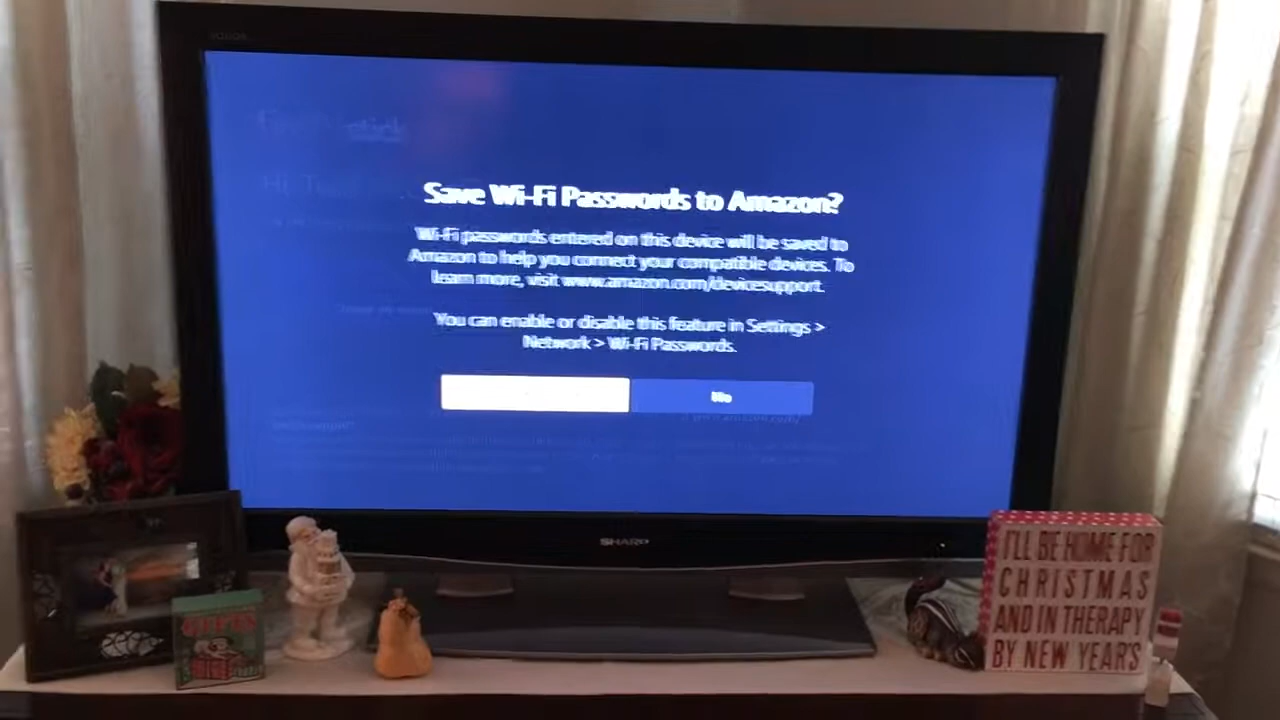 Save Wi-Fi Passwords to Amazon?
Wi-Fi passwords entered on this device will be saved to
Amazon to help you connect your compatible devices. To
learn more, visit www.amazon.com/devicesupport.
You can enable or disable this feature in Settings >
Network > Wi-Fi Passwords.
No
SHARP
I'LL BE HOME FOR
CHRISTMAS
AND IN THERAPY
BY NEW YEAR'S
GIFTS